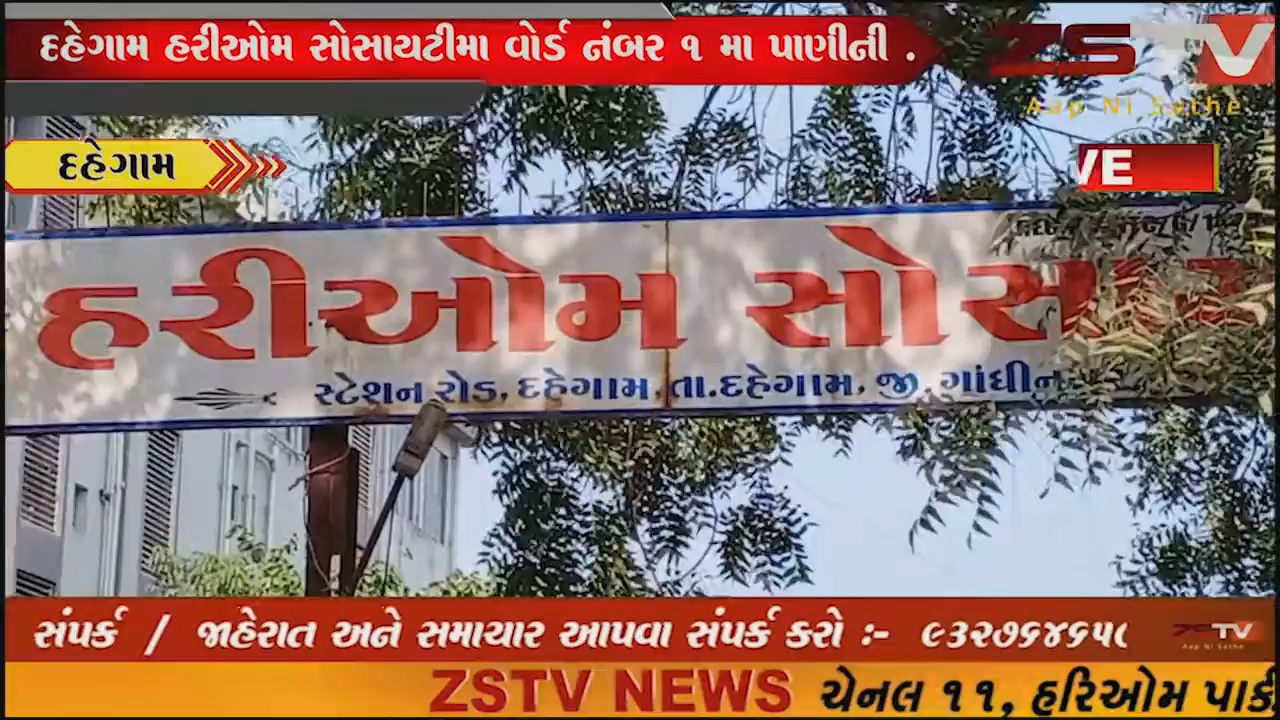 દહેગામ હરીઓમ સોસાયટીમા વોર્ડ નંબર ૧ મા પાણીની .
ZSTV
Aap Ni Sathe
દહેગામ
VE
હરીઓમ
સ્ટેશન રોડ, દહેગામ, તા.દહેગામ, જી.
સંપર્ક / જાહેરાત અને સમાચાર આપવા સંપર્ક કરો :- ૯૩૨૭૬૪૬૫૮
ZSTV
Aap Ni Sathe
ZSTV NEWS ચેનલ ૧૧, હરિઓમ